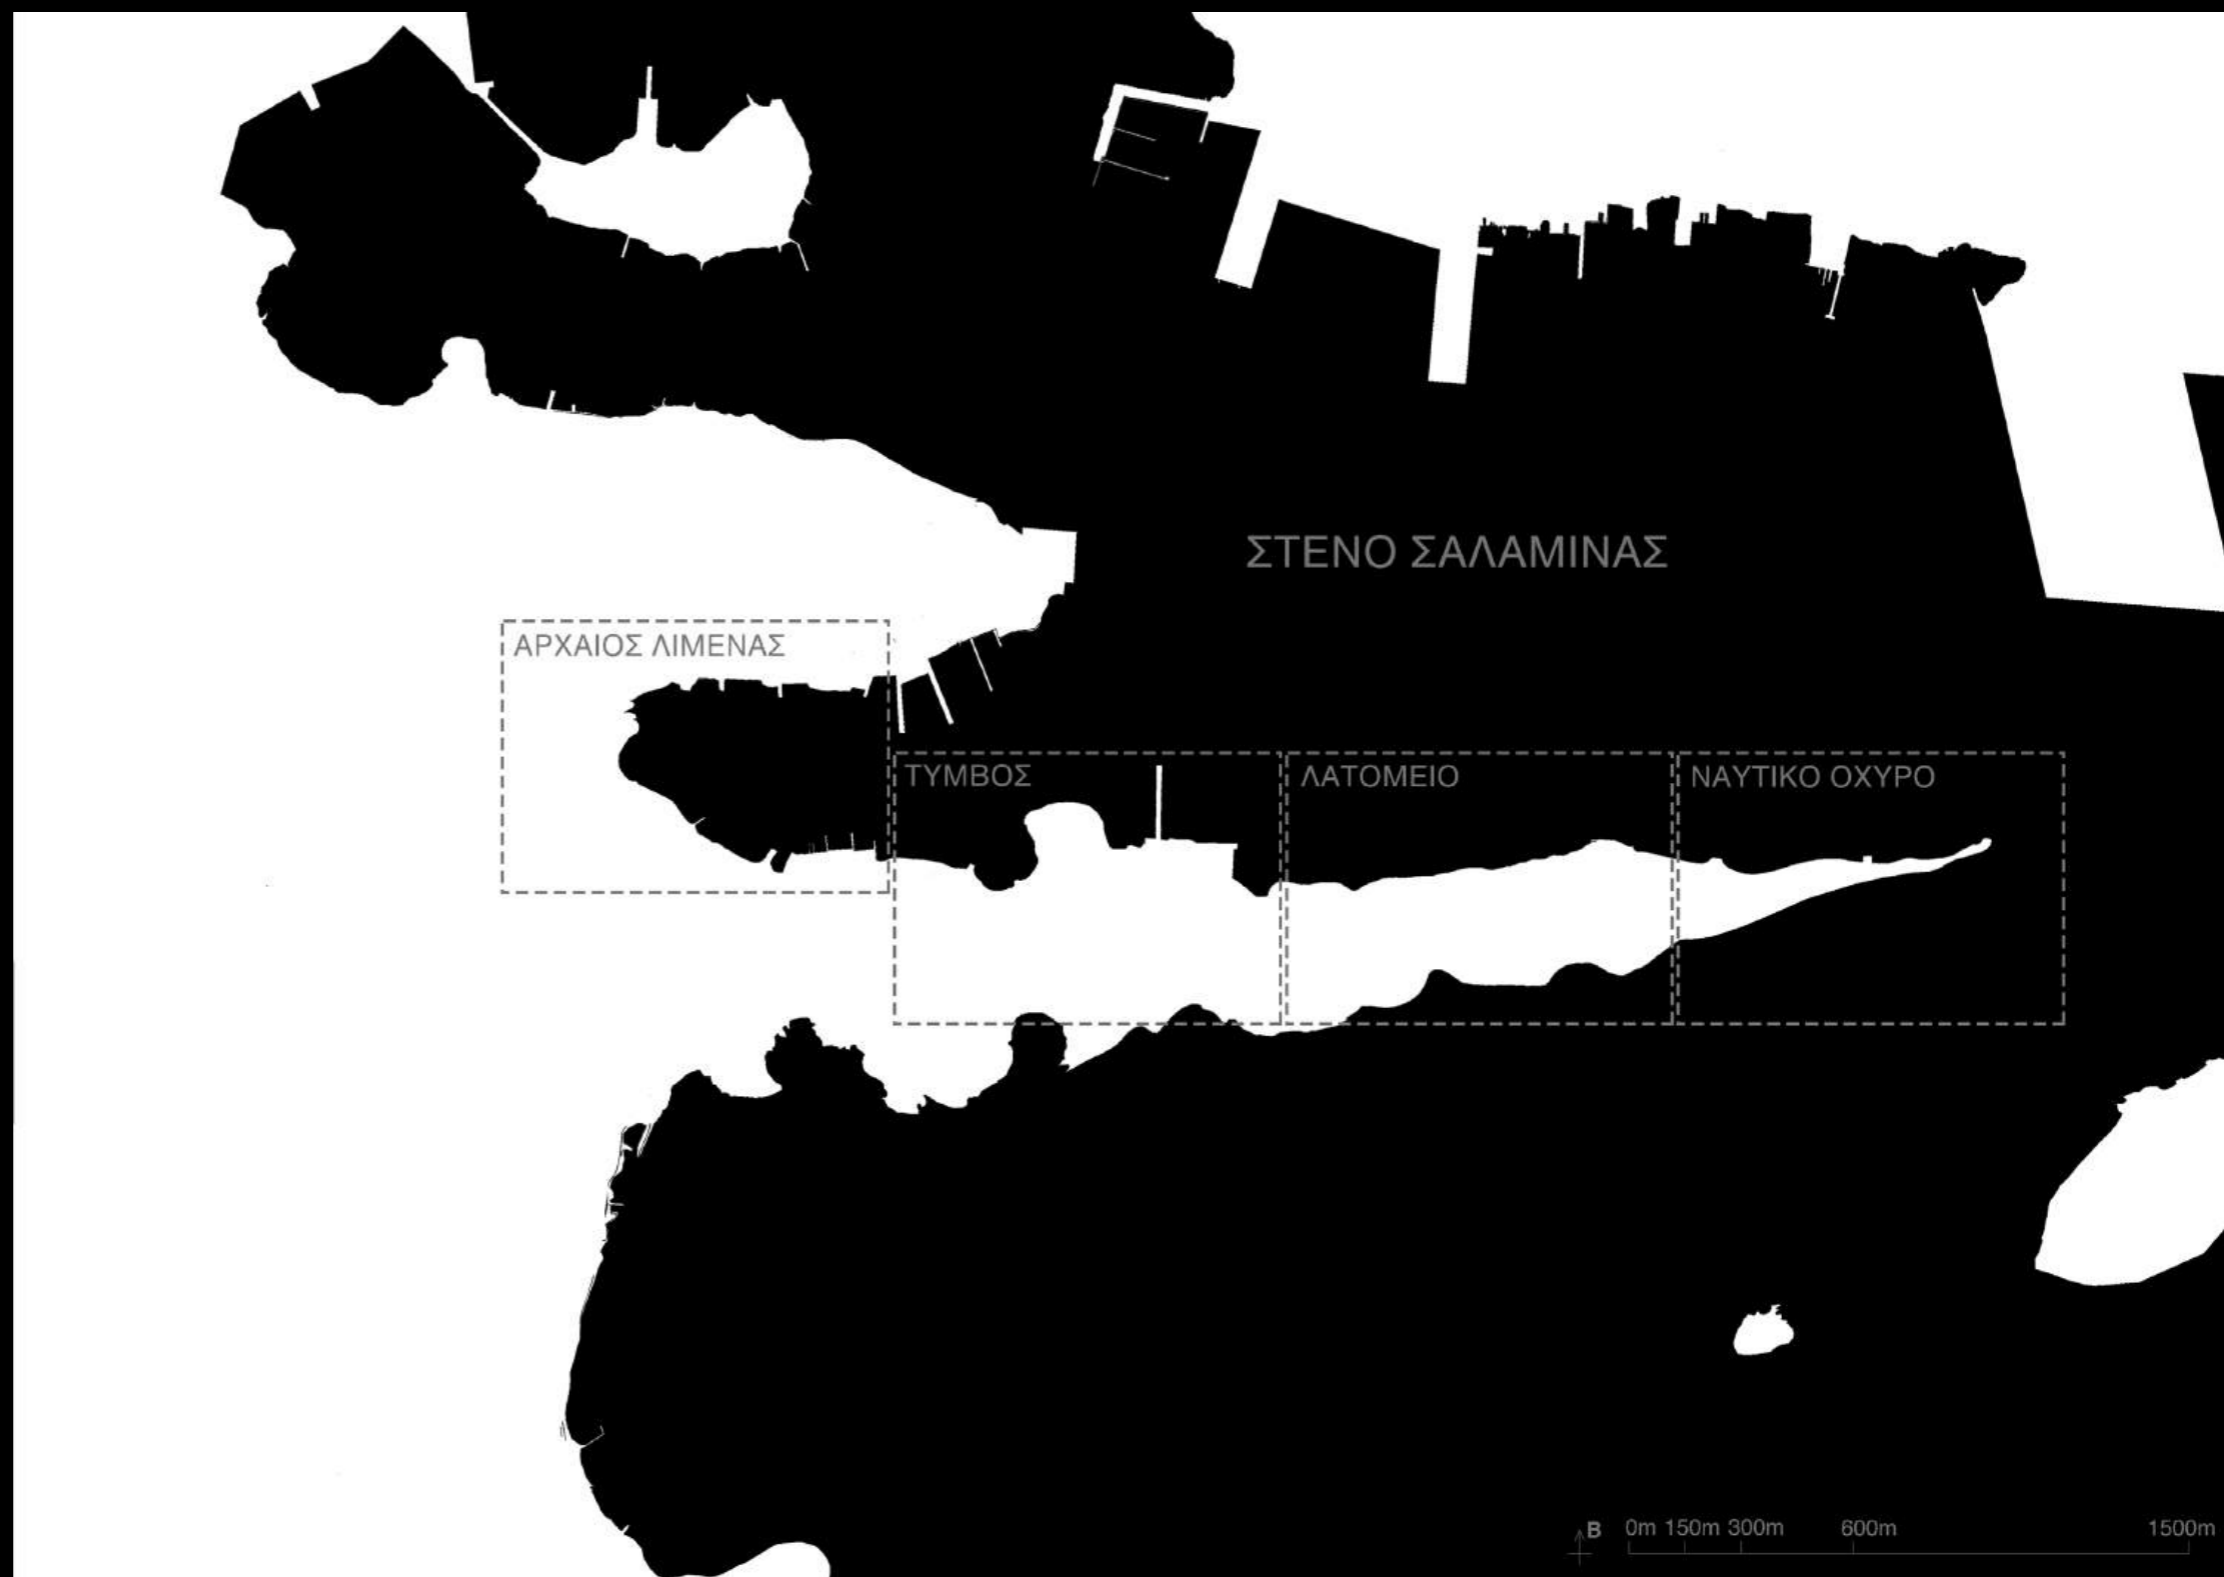 ΣΤΕΝΟ ΣΑΛΑΜΙΝΑΣ
ΑΡΧΑΙΟΣ ΛΙΜΕΝΑΣ
ΤΥΜΒΟΣ
ΛΑΤΟΜΕΙΟ
ΝΑΥΤΙΚΟ ΟΧΥΡΟ
Β 0m 150m 300m 600m 1500m